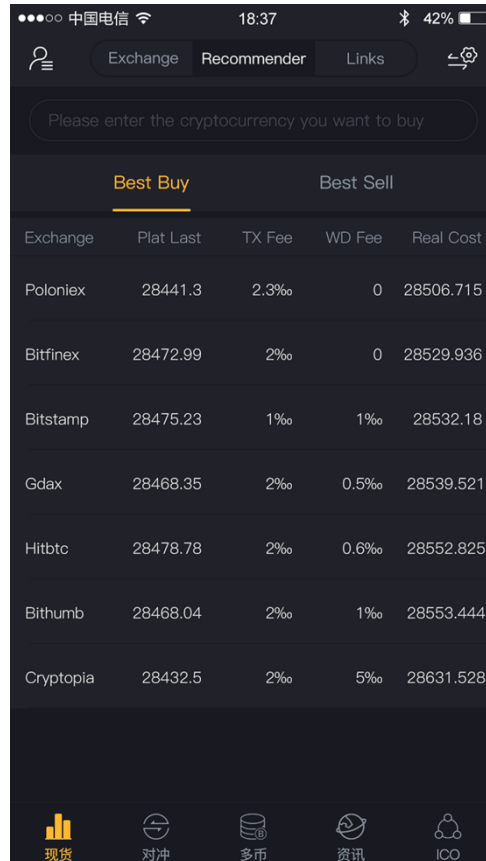 中国电信 18:37 42%
Exchange Recommender Links
Please enter the cryptocurrency you want to buy
Best Buy Best Sell
Exchange Plat Last TX Fee WD Fee Real Cost
Poloniex 28441.3 2.3‰ 0 28506.715
Bitfinex 28472.99 2‰ 0 28529.936
Bitstamp 28475.23 1‰ 1‰ 28532.18
Gdax 28468.35 2‰ 0.5‰ 28539.521
Hitbtc 28478.78 2‰ 0.6‰ 28552.825
Bithumb 28468.04 2‰ 1‰ 28553.444
Cryptopia 28432.5 2‰ 5‰ 28631.528
现货 对冲 多币 资讯 ICO